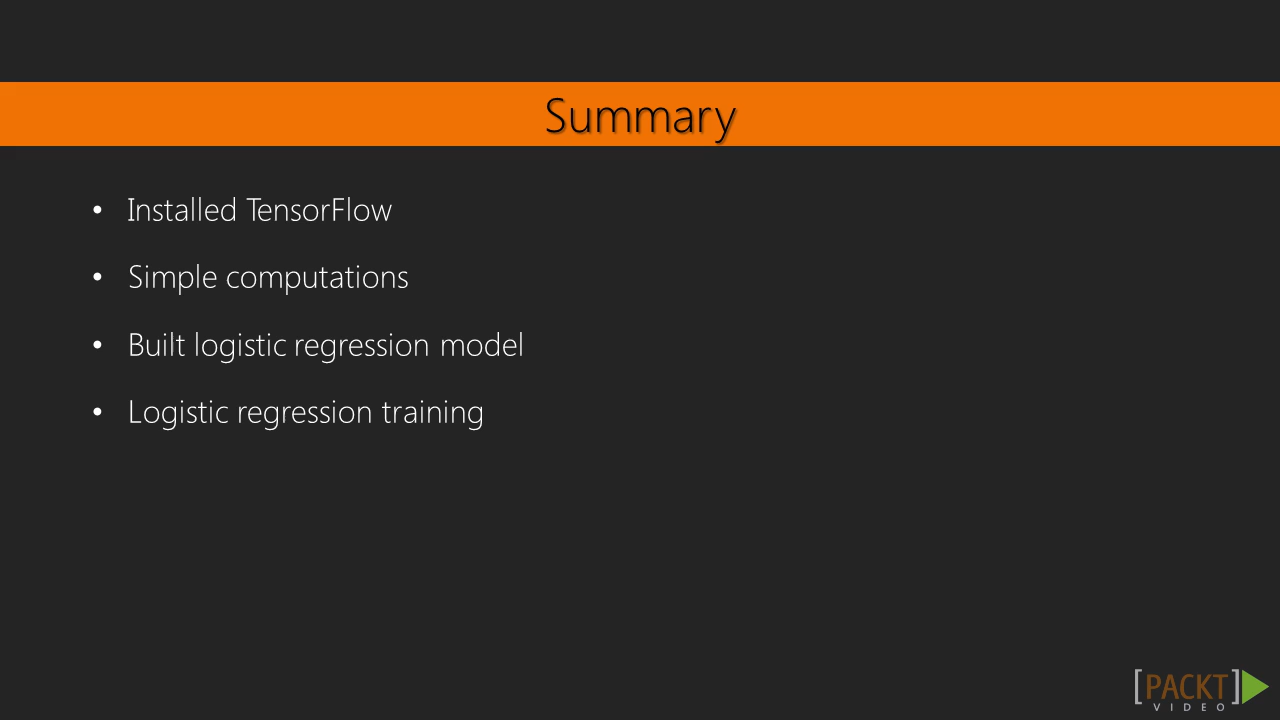 Summary
• Installed TensorFlow
• Simple computations
• Built logistic regression model
• Logistic regression training
[PACKT]
VIDEO